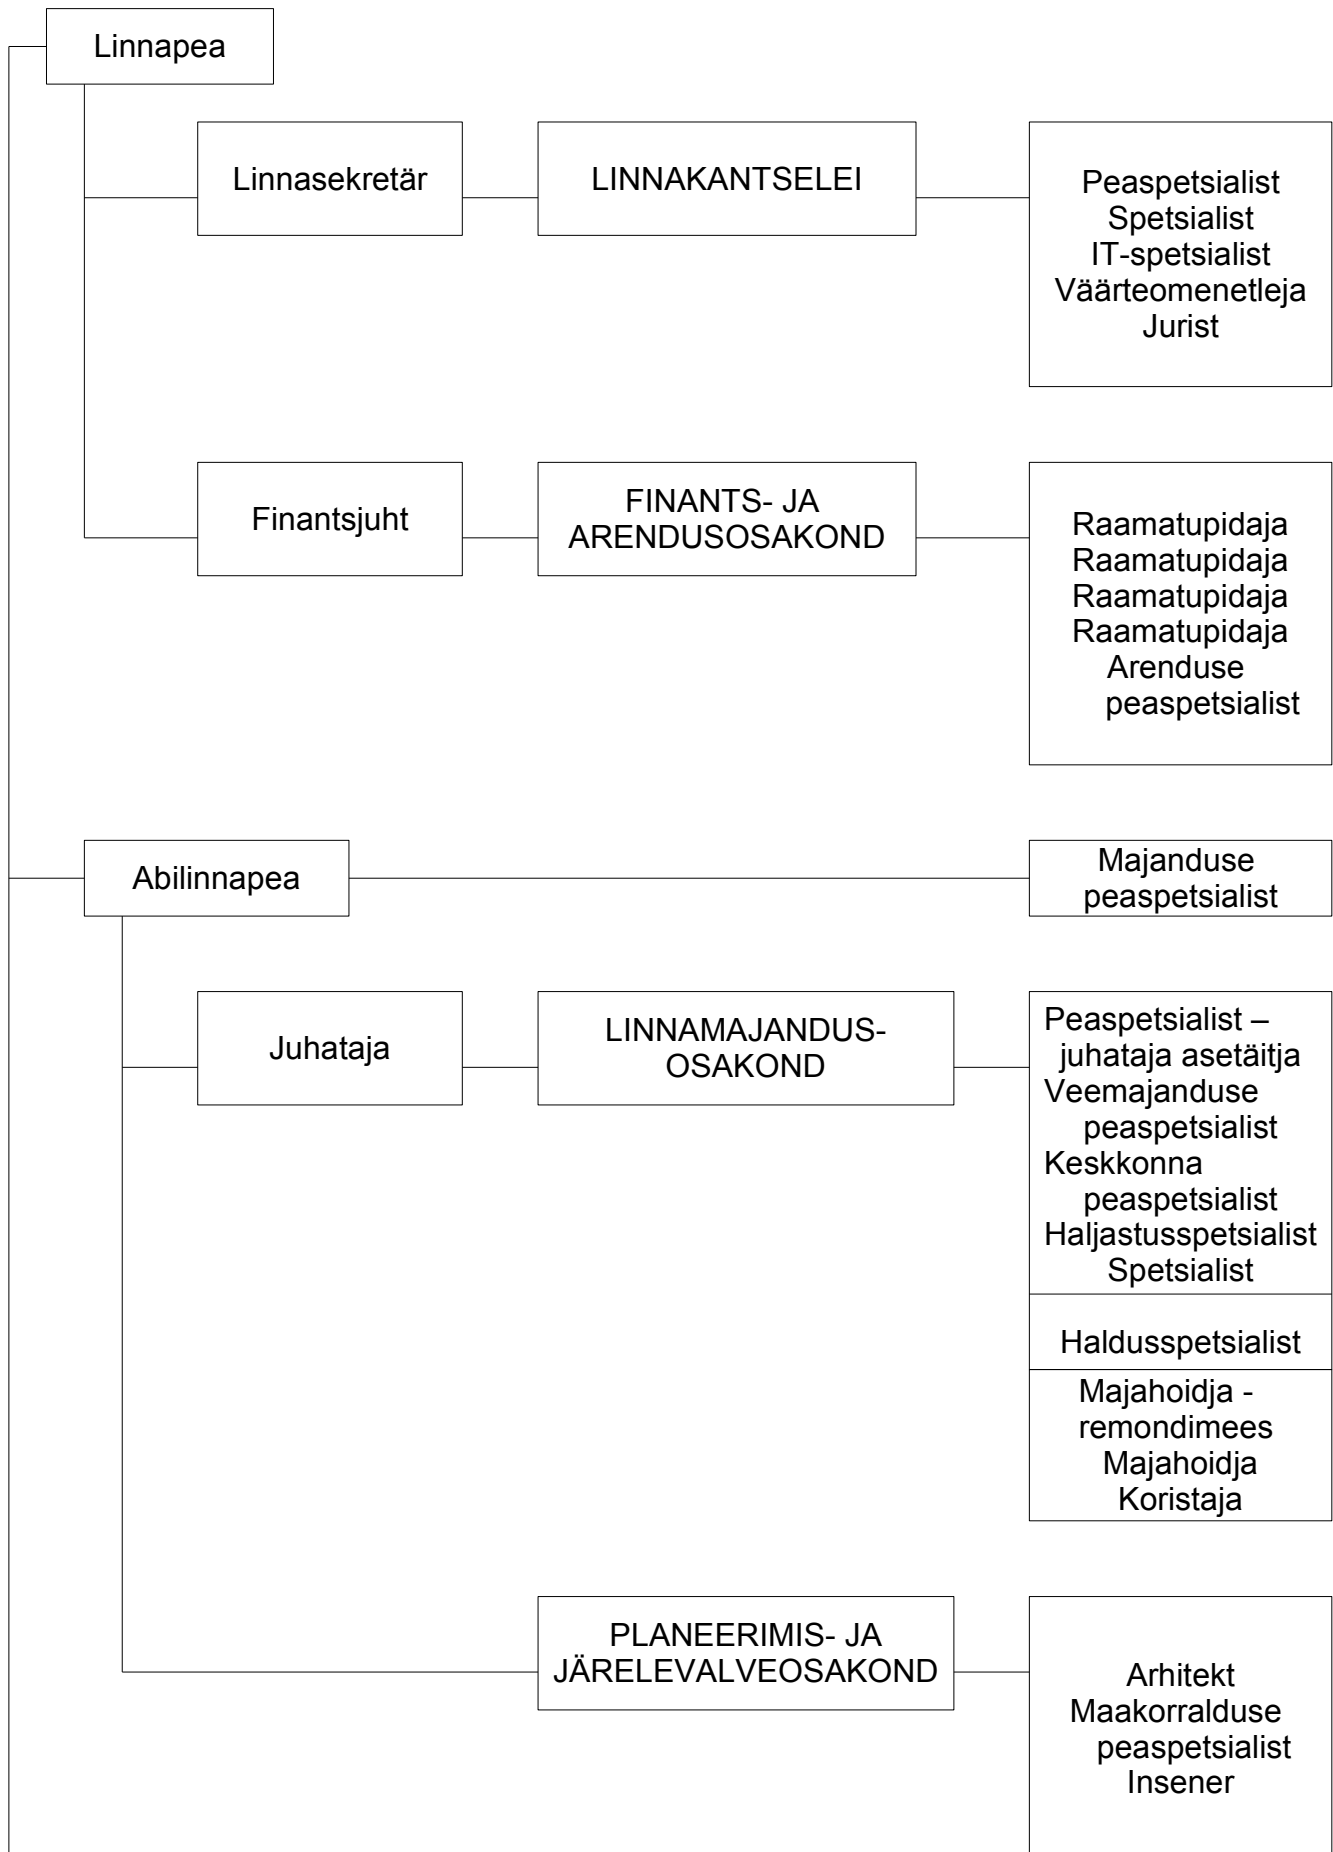 Linnapea
Linnasekretär
LINNAKANTSELEI
Peaspetsialist
Spetsialist
IT-spetsialist
Väärteomenetleja
Jurist
Finantsjuht
FINANTS- JA
ARENDUSOSAKOND
Raamatupidaja
Raamatupidaja
Raamatupidaja
Raamatupidaja
Arenduse
peaspetsialist
Abilinnapea
Majanduse
peaspetsialist
Juhataja
LINNAMAJANDUS-
OSAKOND
Peaspetsialist –
juhataja asetäitja
Veemajanduse
peaspetsialist
Keskkonna
peaspetsialist
Haljastusspetsialist
Spetsialist
Haldusspetsialist
Majahoidja -
remondimees
Majahoidja
Koristaja
PLANEERIMIS- JA
JÄRELEVALVEOSAKOND
Arhitekt
Maakorralduse
peaspetsialist
Insener